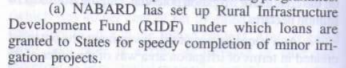 (a) NABARD has set up Rural Infrastructure
Development Fund (RIDF) under which loans are
granted to States for speedy completion of minor irri-
gation projects.